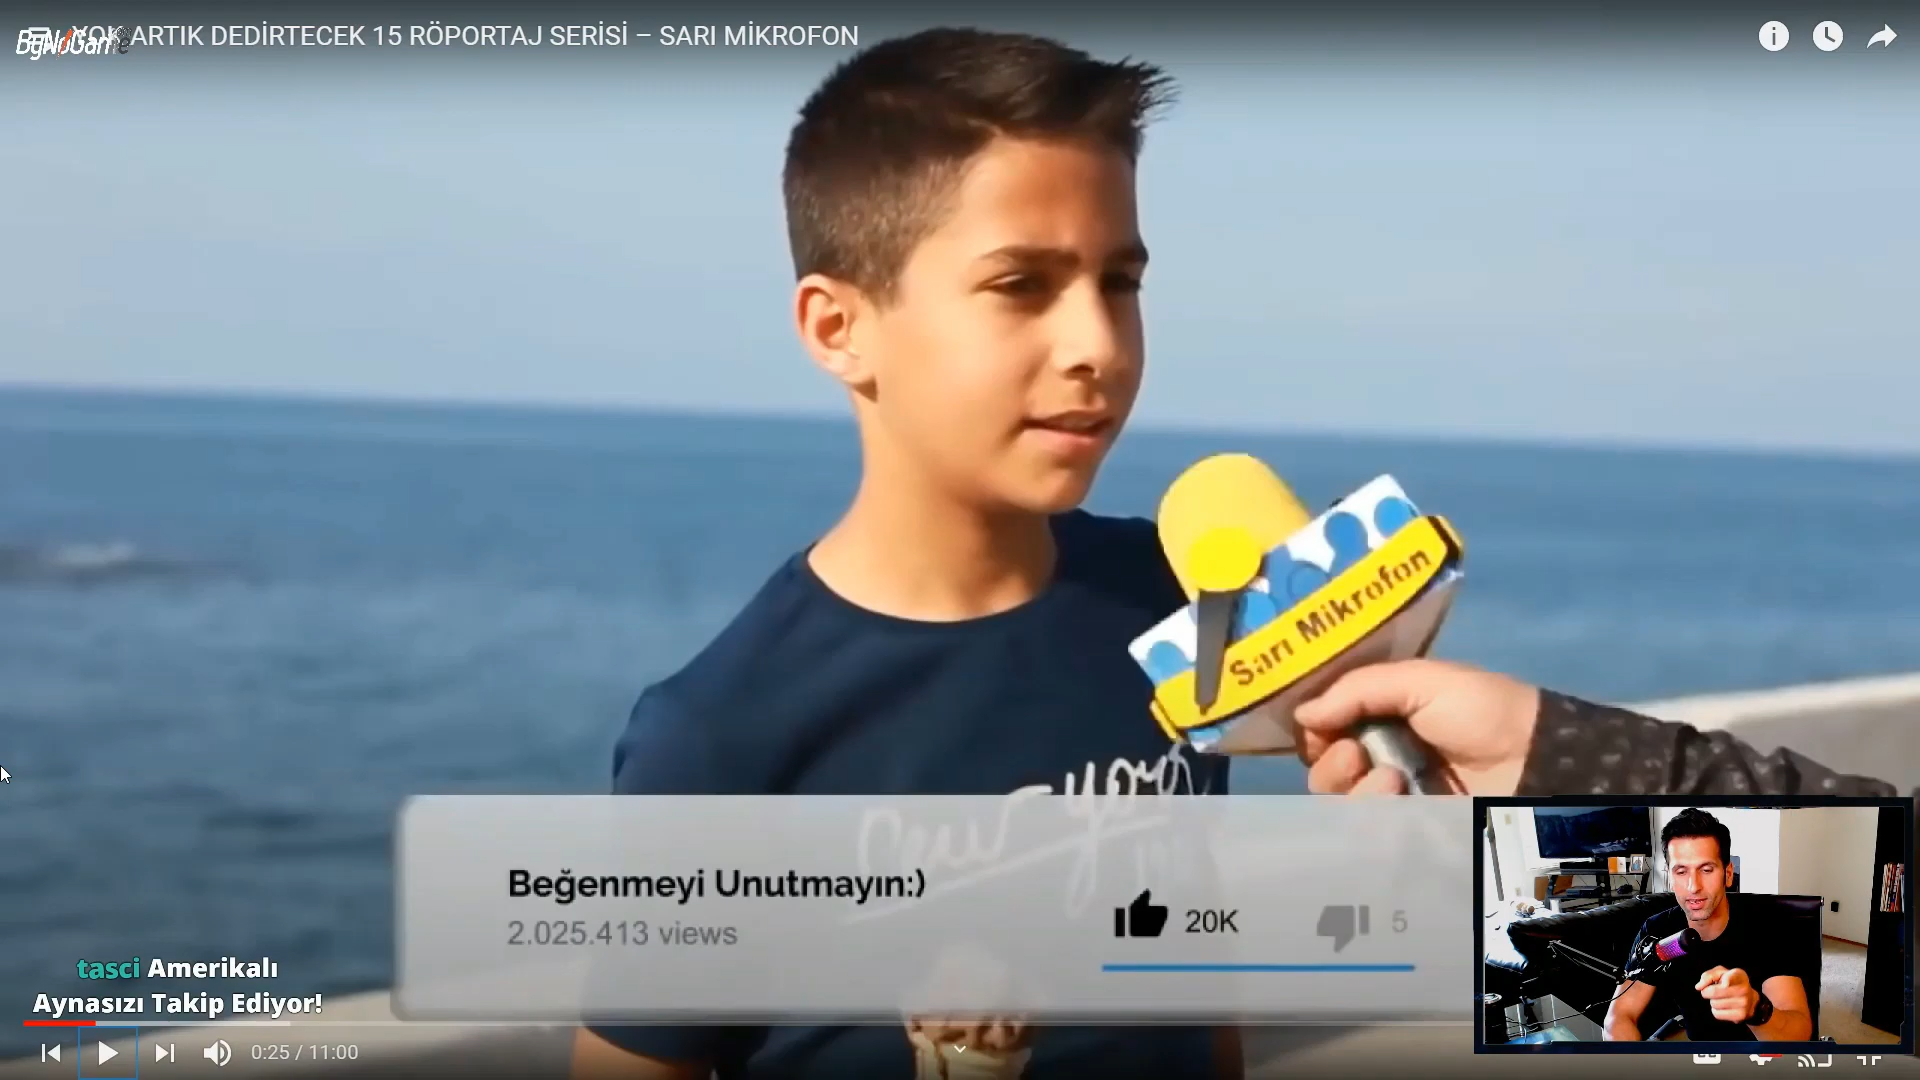 YOK ARTIK DEDİRTECEK 15 RÖPORTAJ SERİSİ – SARI MİKROFON
Sarı Mikrofon
Beğenmeyi Unutmayın:)
2.025.413 views
20K
5
tasci Amerikalı
Aynasızı Takip Ediyor!
0:25 / 11:00